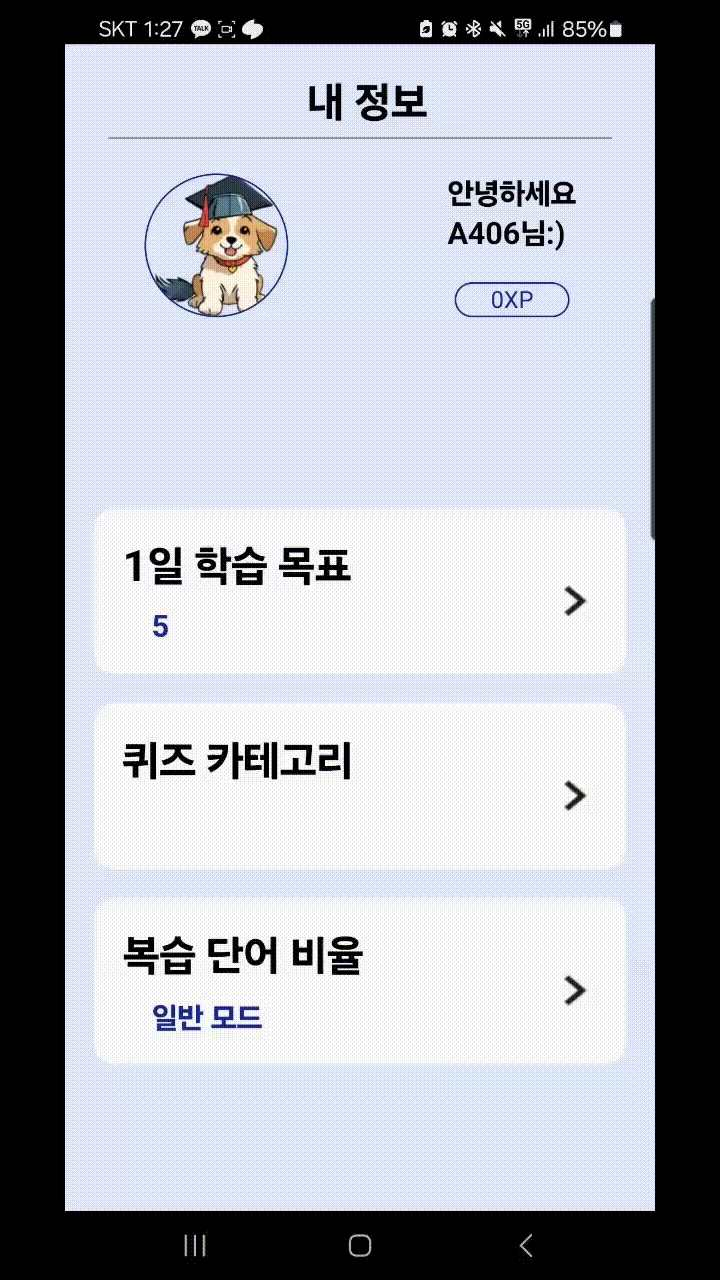 SKT 1:27 TALK 5G 85%
내 정보
안녕하세요
A406님:)
0XP
1일 학습 목표
5
퀴즈 카테고리
복습 단어 비율
일반 모드